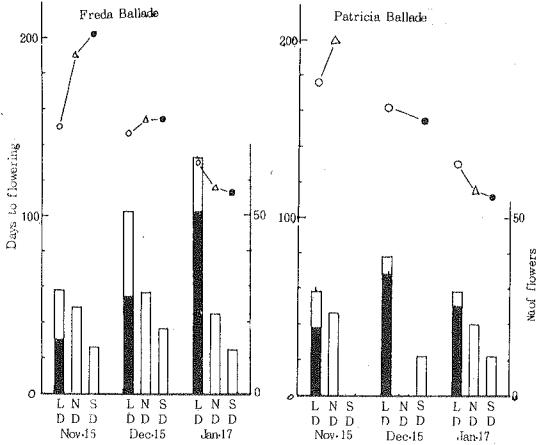 Freda Ballade
Patricia Ballade
200
100
0
Days to flowering
50
0
L N S L N S L N S
D D D D D D D D D
Nov·15 Dec·15 Jan·17
200
100
0
50
0
No.of flowers
L N S L N S L N S
D D D D D D D D D
Nov·15 Dec·15 Jan·17